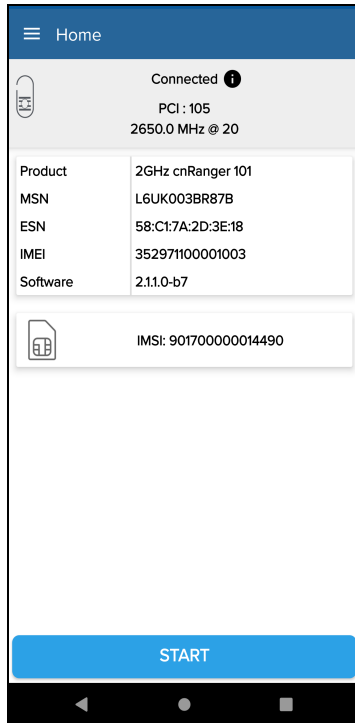 Home
Connected
PCI : 105
2650.0 MHz @ 20
Product 2GHz cnRanger 101
MSN L6UK003BR87B
ESN 58:C1:7A:2D:3E:18
IMEI 352971100001003
Software 2.1.1.0-b7
IMSI: 901700000014490
START